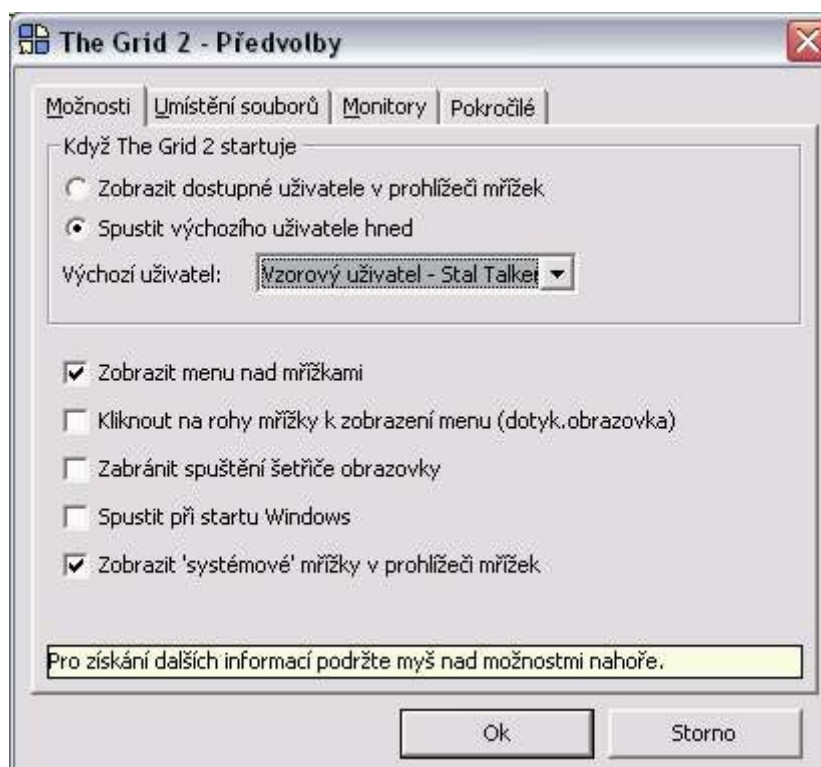 The Grid 2 - Předvolby
Možnosti Umístění souborů Monitory Pokročilé
Když The Grid 2 startuje
Zobrazit dostupné uživatele v prohlížeči mřížek
Spustit výchozího uživatele hned
Výchozí uživatel: Vzorový uživatel - Stal Talker
Zobrazit menu nad mřížkami
Kliknout na rohy mřížky k zobrazení menu (dotyk.obrazovka)
Zabránit spuštění šetřiče obrazovky
Spustit při startu Windows
Zobrazit 'systémové' mřížky v prohlížeči mřížek
Pro získání dalších informací podržte myš nad možnostmi nahoře.
Ok Storno